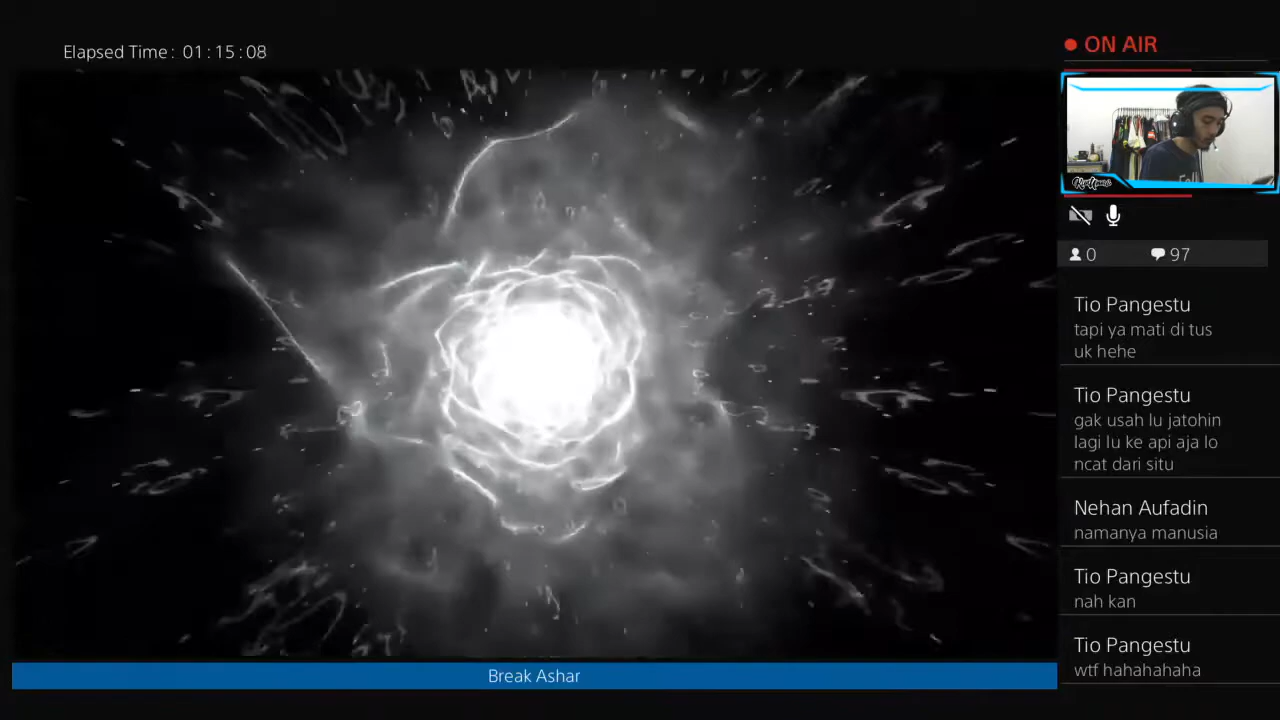 Elapsed Time: 01:15:08
ON AIR
0
97
Tio Pangestu
tapi ya mati di tus
uk hehe
Tio Pangestu
gak usah lu jatohin
lagi lu ke api aja lo
ncat dari situ
Nehan Aufadin
namanya manusia
Tio Pangestu
nah kan
Tio Pangestu
wtf hahahahaha
Break Ashar